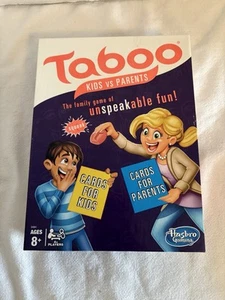 Taboo
KIDS VS PARENTS
The family game of
unspeakable fun!
CARDS
FOR
KIDS
CARDS
FOR
PARENTS
AGES
8+
PLAYERS
Hasbro
Gaming